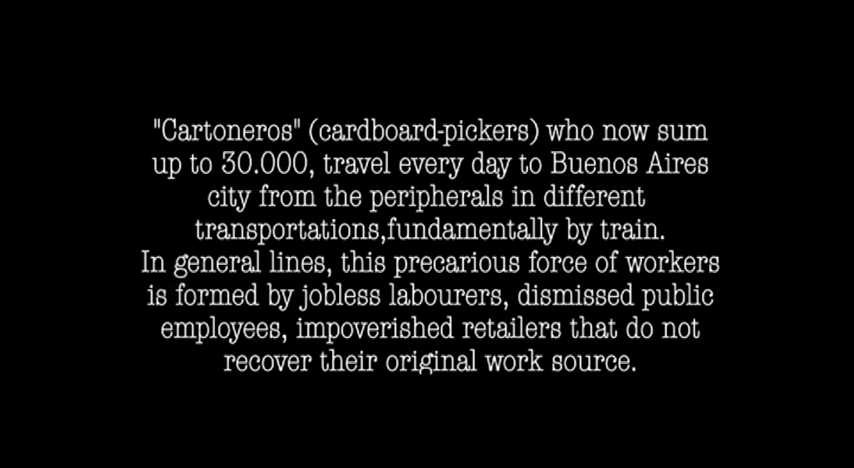 "Cartoneros" (cardboard-pickers) who now sum
up to 30.000, travel every day to Buenos Aires
city from the peripherals in different
transportations,fundamentally by train.
In general lines, this precarious force of workers
is formed by jobless labourers, dismissed public
employees, impoverished retailers that do not
recover their original work source.